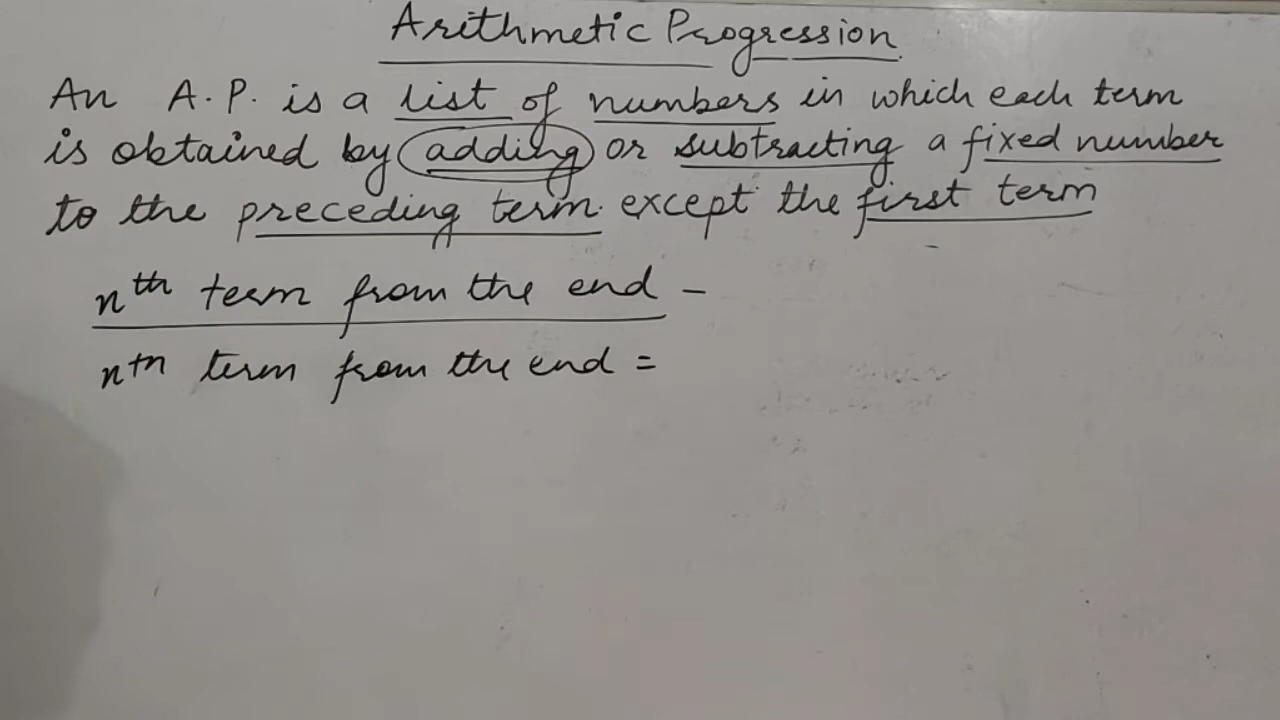 Arithmetic Progression
An A.P. is a list of numbers in which each term
is obtained by adding or subtracting a fixed number
to the preceding term except the first term
nth term from the end -
nth term from the end =